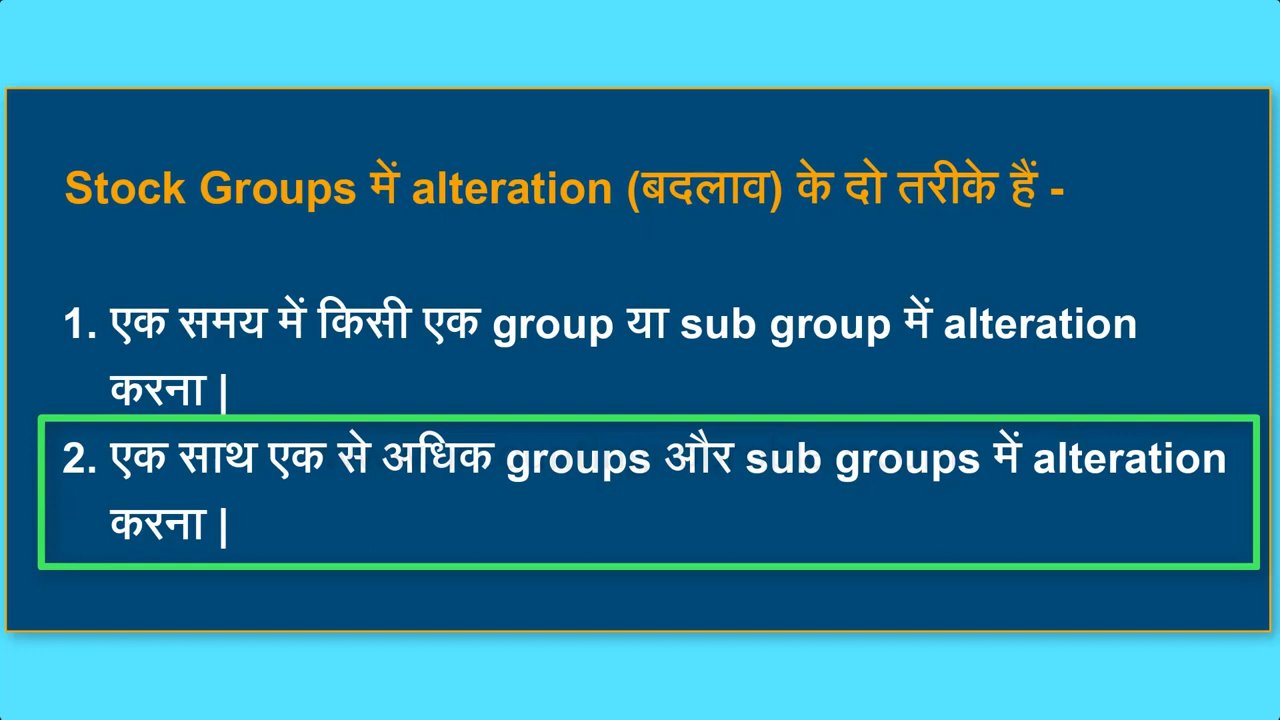 Stock Groups में alteration (बदलाव) के दो तरीके हैं -
1. एक समय में किसी एक group या sub group में alteration
करना |
2. एक साथ एक से अधिक groups और sub groups में alteration
करना |